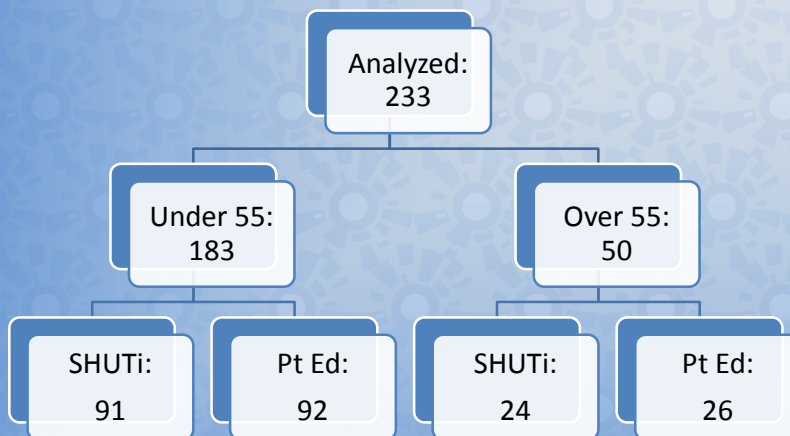 Analyzed:
233
Under 55:
183
Over 55:
50
SHUTi:
91
Pt Ed:
92
SHUTi:
24
Pt Ed:
26